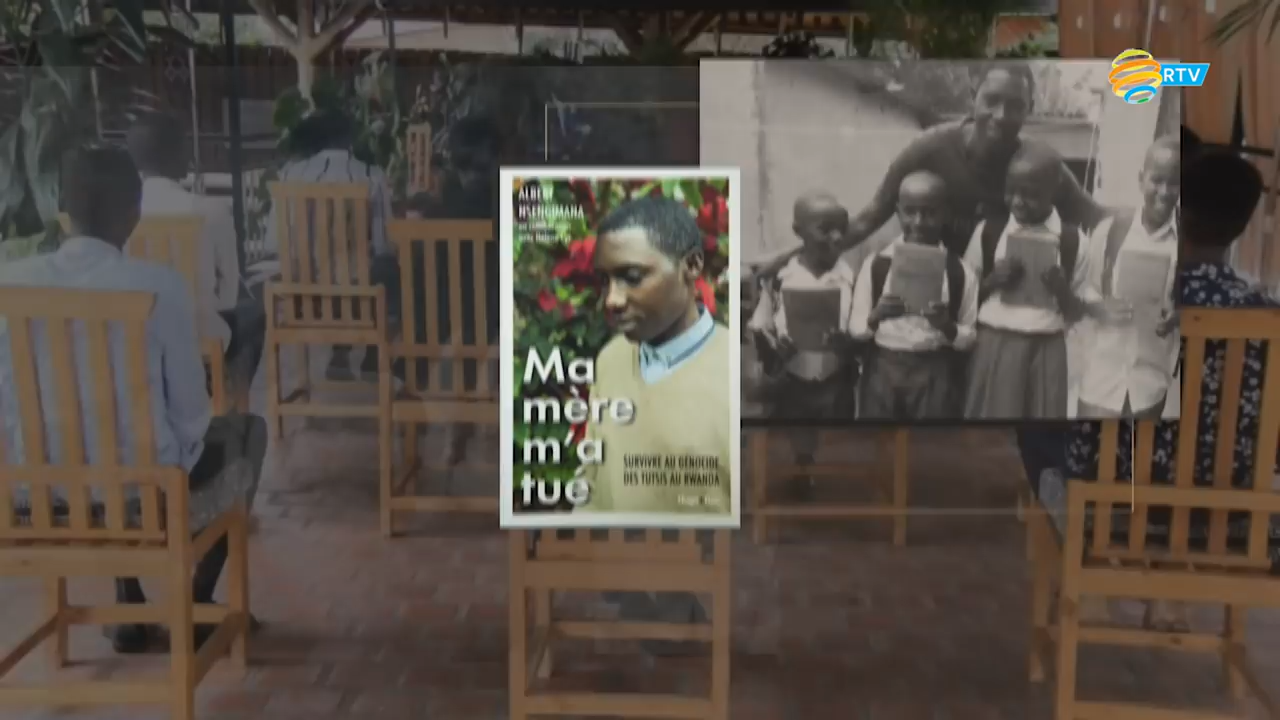 RTV
ALBERT
NSENGIMANA
Ma
mère
m'a
tué
SURVIVRE AU GÉNOCIDE
DES TUTSIS AU RWANDA